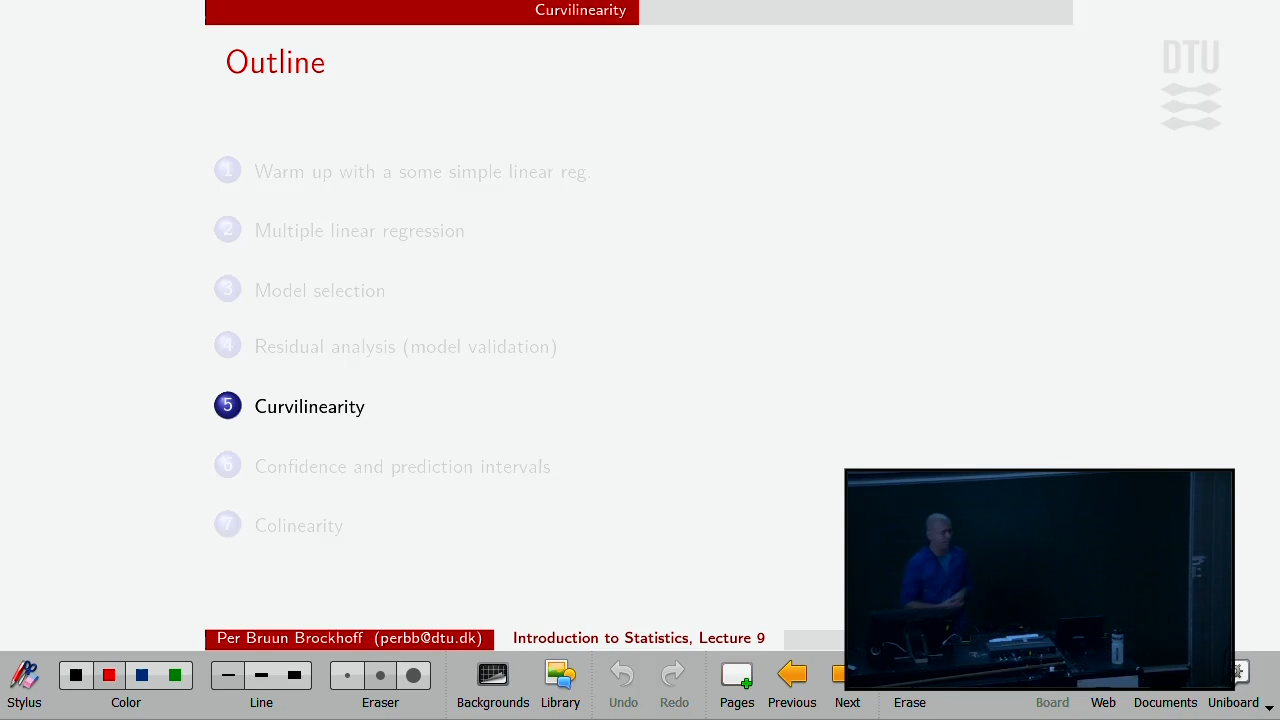 Curvilinearity
Outline
DTU
1 Warm up with a some simple linear reg.
2 Multiple linear regression
3 Model selection
4 Residual analysis (model validation)
5 Curvilinearity
6 Confidence and prediction intervals
7 Colinearity
Per Bruun Brockhoff (perbb@dtu.dk) Introduction to Statistics, Lecture 9
Stylus Color Line Eraser Backgrounds Library Undo Redo Pages Previous Next Erase Board Web Documents Uniboard